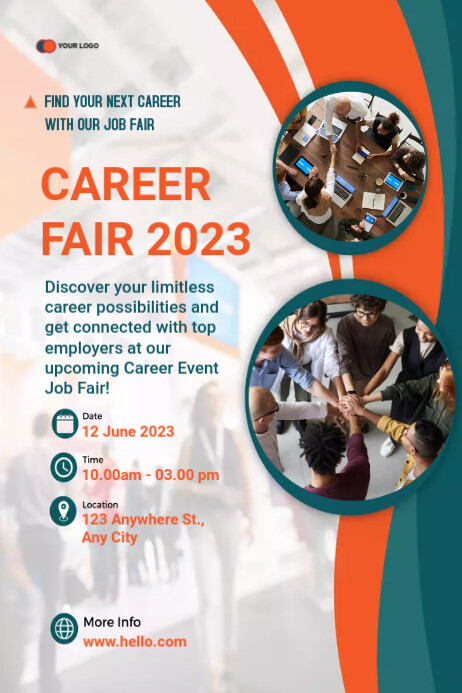 YOUR LOGO
FIND YOUR NEXT CAREER
WITH OUR JOB FAIR
CAREER
FAIR 2023
Discover your limitless
career possibilities and
get connected with top
employers at our
upcoming Career Event
Job Fair!
Date
12 June 2023
Time
10.00am - 03.00 pm
Location
123 Anywhere St.,
Any City
More Info
www.hello.com